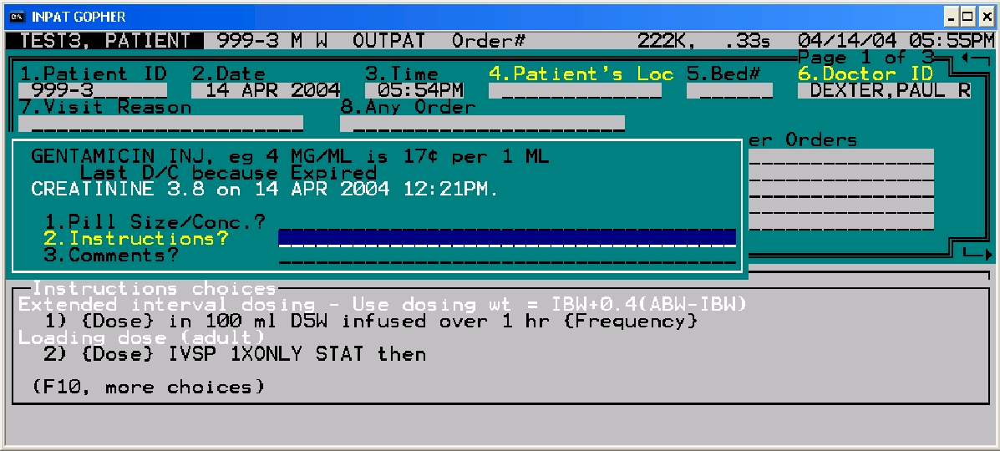 INPAT GOPHER
TEST3, PATIENT 999-3 M W OUTPAT Order# 222K, .33s 04/14/04 05:55PM
Page 1 of 3
1.Patient ID 2.Date 3.Time 4.Patient's Loc 5.Bed# 6.Doctor ID
999-3 14 APR 2004 05:54PM DEXTER,PAUL R
7.Visit Reason 8.Any Order
er Orders
GENTAMICIN INJ, eg 4 MG/ML is 17¢ per 1 ML
Last D/C because Expired
CREATININE 3.8 on 14 APR 2004 12:21PM.
1.Pill Size/Conc.?
2.Instructions?
3.Comments?
Instructions choices
Extended interval dosing - Use dosing wt = IBW+0.4(ABW-IBW)
1) {Dose} in 100 ml D5W infused over 1 hr {Frequency}
Loading dose (adult)
2) {Dose} IVSP 1XONLY STAT then
(F10, more choices)